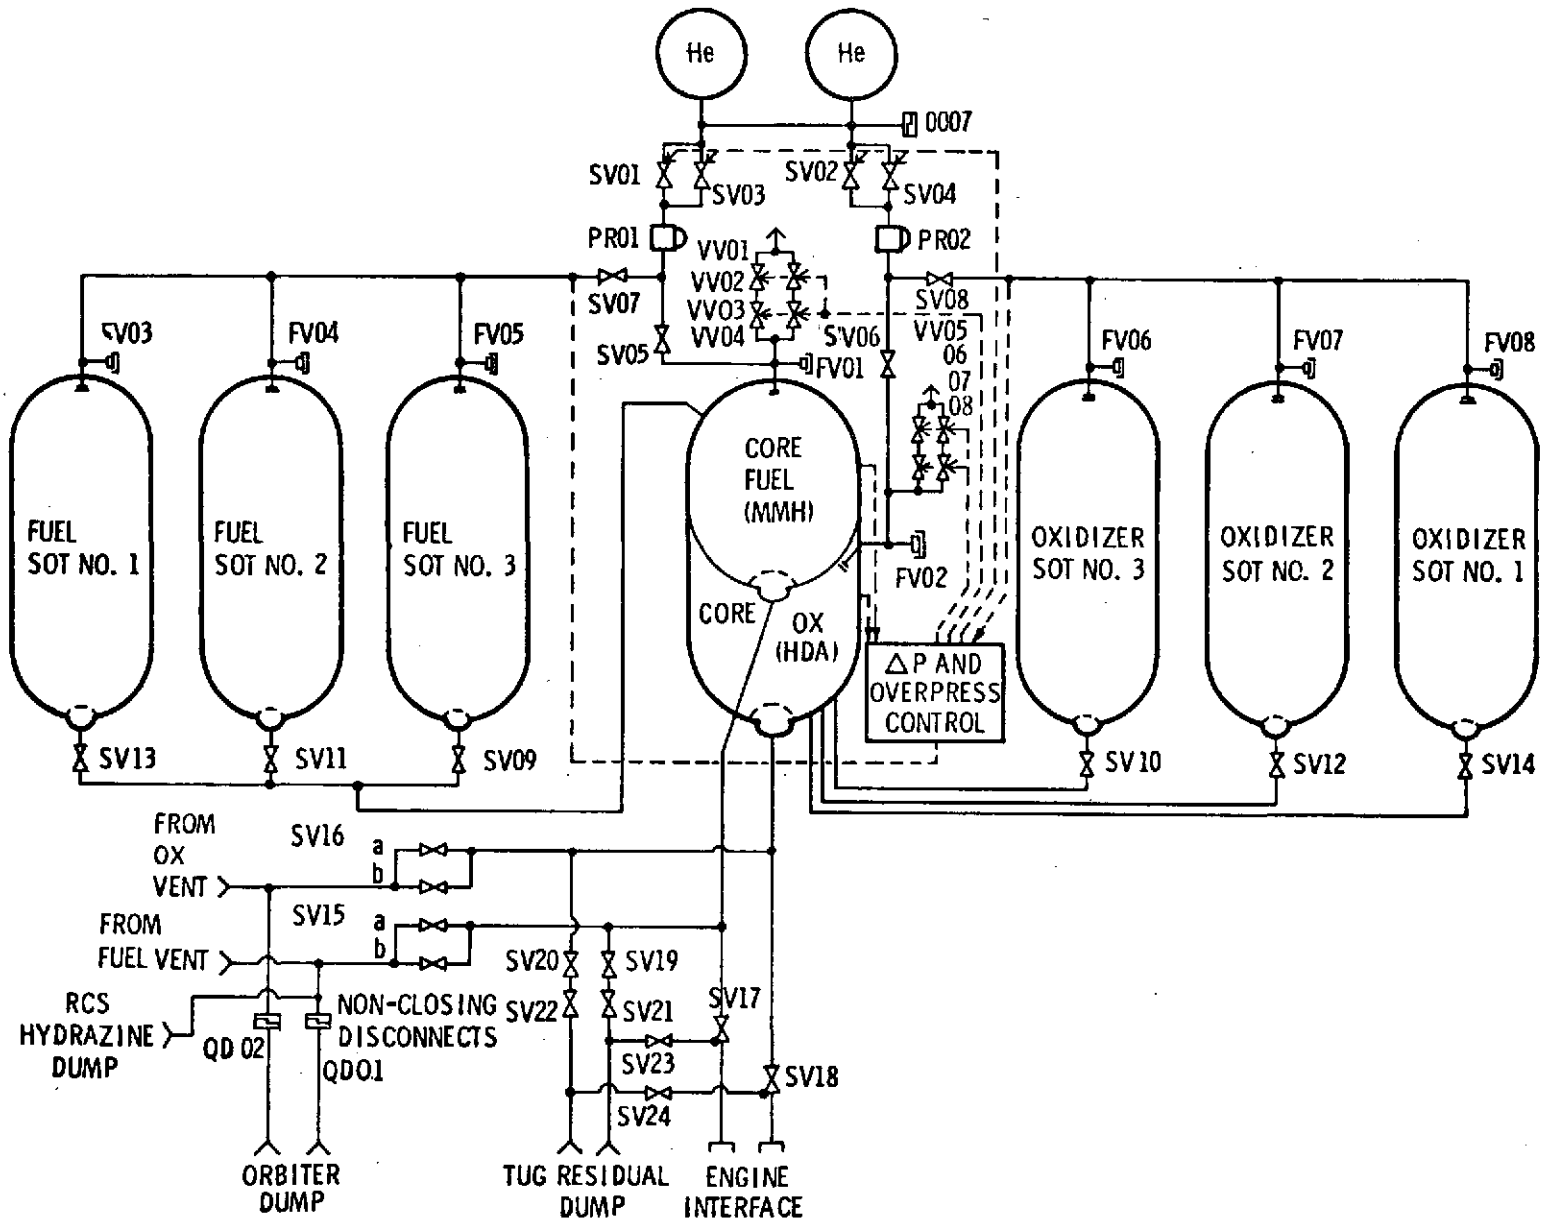 He
He
0007
SV01
SV03
SV02
SV04
PR01
PR02
VV01
VV02
VV03
VV04
SV07
SV05
SV06
SV08
VV05
06
07
08
FV03
FV04
FV05
FV01
FV06
FV07
FV08
CORE
FUEL
(MMH)
FUEL
SOT NO. 1
FUEL
SOT NO. 2
FUEL
SOT NO. 3
OXIDIZER
SOT NO. 3
OXIDIZER
SOT NO. 2
OXIDIZER
SOT NO. 1
FV02
CORE
OX
(HDA)
△ P AND
OVERPRESS
CONTROL
SV13
SV11
SV09
SV10
SV12
SV14
FROM
OX
VENT
SV16
a
b
FROM
FUEL VENT
SV15
a
b
SV20
SV19
SV22
SV21
SV17
RCS
HYDRAZINE
DUMP
NON-CLOSING
DISCONNECTS
QD02
QD01
SV23
SV18
SV24
ORBITER
DUMP
TUG RESIDUAL
DUMP
ENGINE
INTERFACE